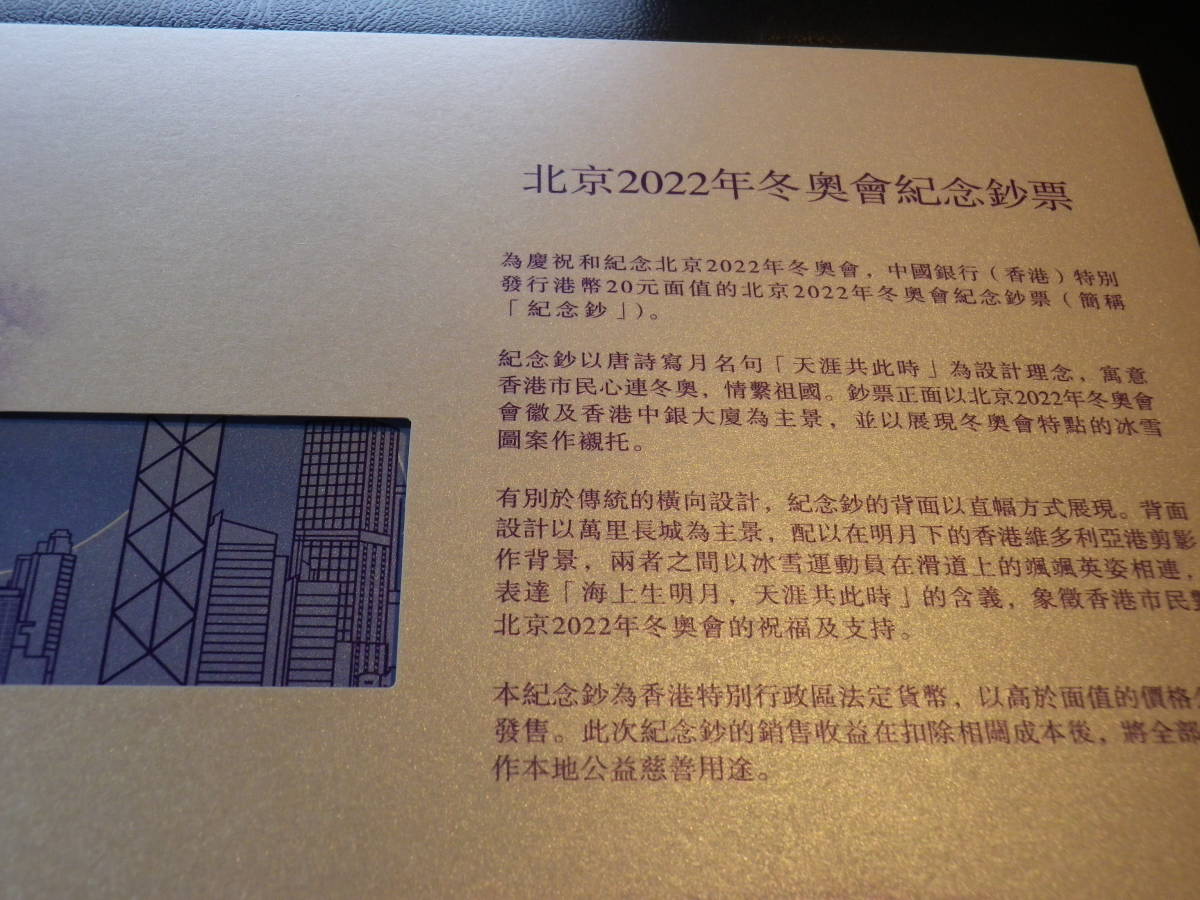 北京2022年冬奧會紀念鈔票
為慶祝和紀念北京2022年冬奧會，中國銀行（香港）特別
發行港幣20元面值的北京2022年冬奧會紀念鈔票（簡稱
「紀念鈔」）。
紀念鈔以唐詩寫月名句「天涯共此時」為設計理念，寓意
香港市民心連冬奧，情繫祖國。鈔票正面以北京2022年冬奧會
會徽及香港中銀大廈為主景，並以展現冬奧會特點的冰雪
圖案作襯托。
有別於傳統的橫向設計，紀念鈔的背面以直幅方式展現。背面
設計以萬里長城為主景，配以在明月下的香港維多利亞港剪影
作背景，兩者之間以冰雪運動員在滑道上的颯颯英姿相連，
表達「海上生明月，天涯共此時」的含義，象徵香港市民
北京2022年冬奧會的祝福及支持。
本紀念鈔為香港特別行政區法定貨幣，以高於面值的價格
發售。此次紀念鈔的銷售收益在扣除相關成本後，將全部
作本地公益慈善用途。